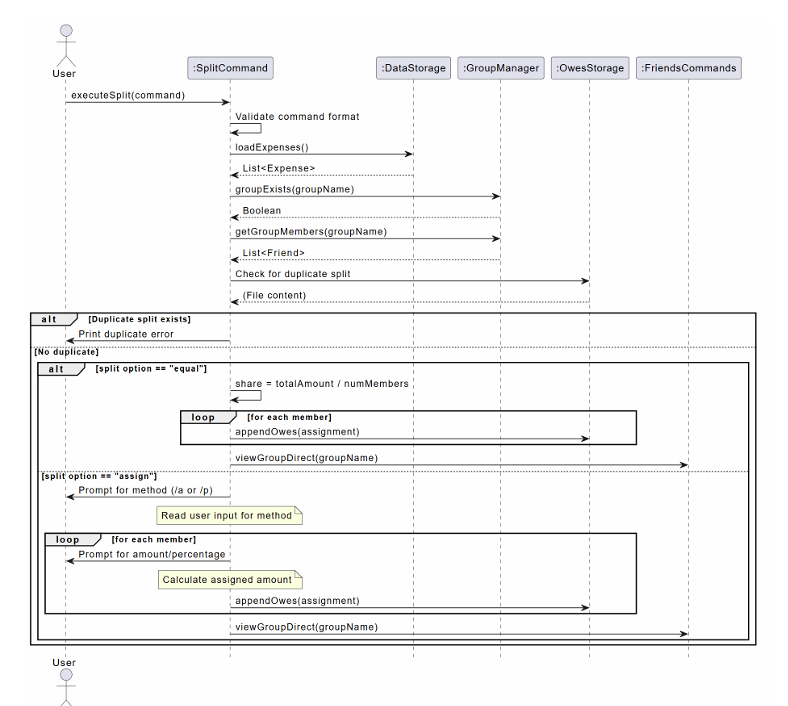 User
:SplitCommand
:DataStorage
:GroupManager
:OwesStorage
:FriendsCommands
executeSplit(command)
Validate command format
loadExpenses()
List<Expense>
groupExists(groupName)
Boolean
getGroupMembers(groupName)
List<Friend>
Check for duplicate split
(File content)
alt
[Duplicate split exists]
Print duplicate error
[No duplicate]
alt
[split option == "equal"]
share = totalAmount / numMembers
loop
[for each member]
appendOwes(assignment)
viewGroupDirect(groupName)
[split option == "assign"]
Prompt for method (/a or /p)
Read user input for method
loop
[for each member]
Prompt for amount/percentage
Calculate assigned amount
appendOwes(assignment)
viewGroupDirect(groupName)
User